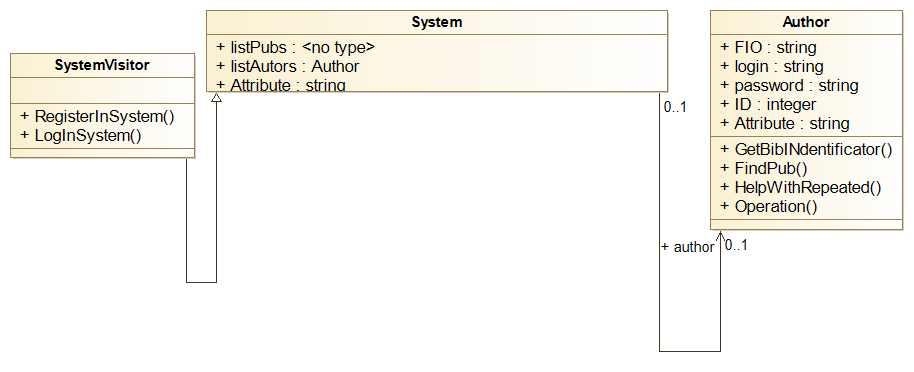 System
+ listPubs : <no type>
+ listAutors : Author
+ Attribute : string
SystemVisitor
+ RegisterInSystem()
+ LogInSystem()
Author
+ FIO : string
+ login : string
+ password : string
+ ID : integer
+ Attribute : string
+ GetBibINdentificator()
+ FindPub()
+ HelpWithRepeated()
+ Operation()
0..1
+ author
0..1